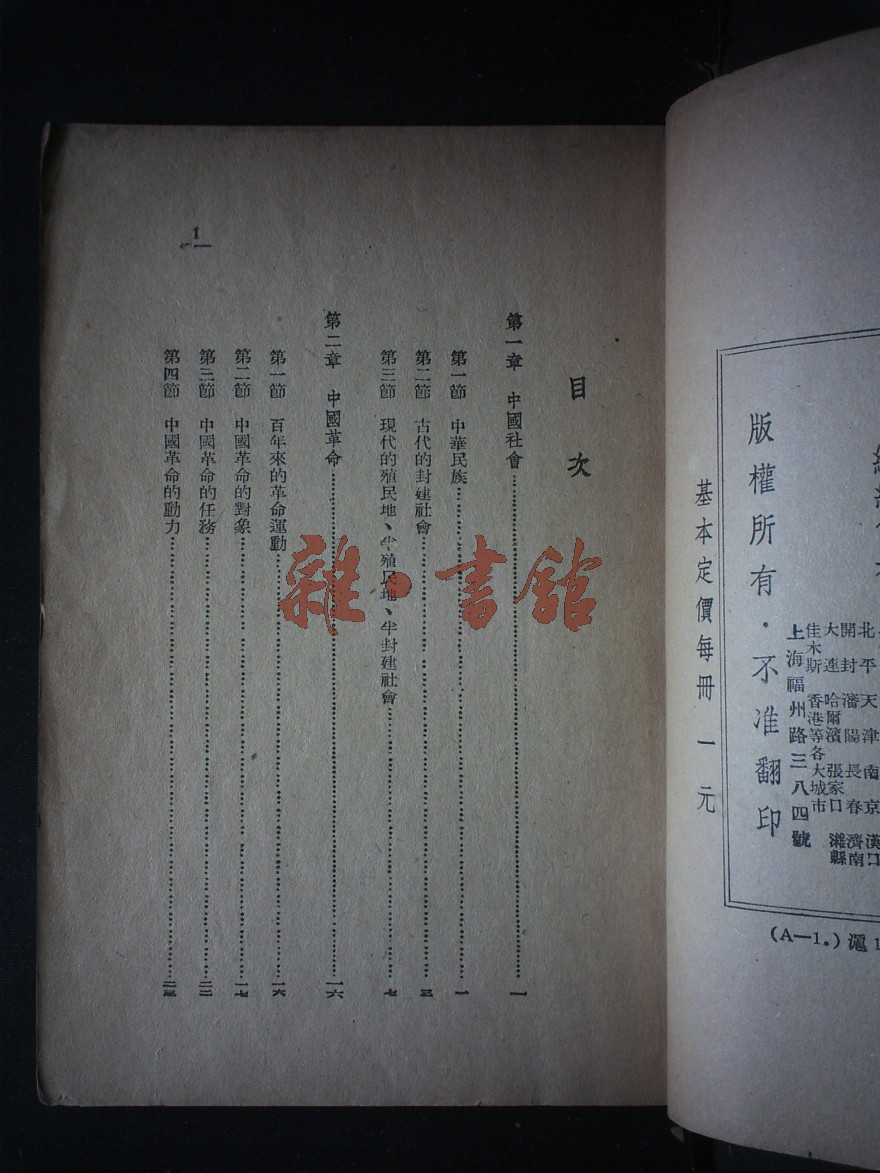 版權所有·不准翻印
基本定價每冊一元
上海福州路三八四號
北平 天津 南京
開封 瀋陽 長春 濟南
大連 哈爾濱 張家口 濰縣
佳木斯 香港等各大城市
(A—1.) 滬1
目次
第一章 中國社會……一
第一節 中華民族……一
第二節 古代的封建社會……三
第三節 現代的殖民地、半殖民地、半封建社會……七
第二章 中國革命……一六
第一節 百年來的革命運動……一六
第二節 中國革命的對象……一七
第三節 中國革命的任務……二二
第四節 中國革命的動力……二三
1
雜·書館